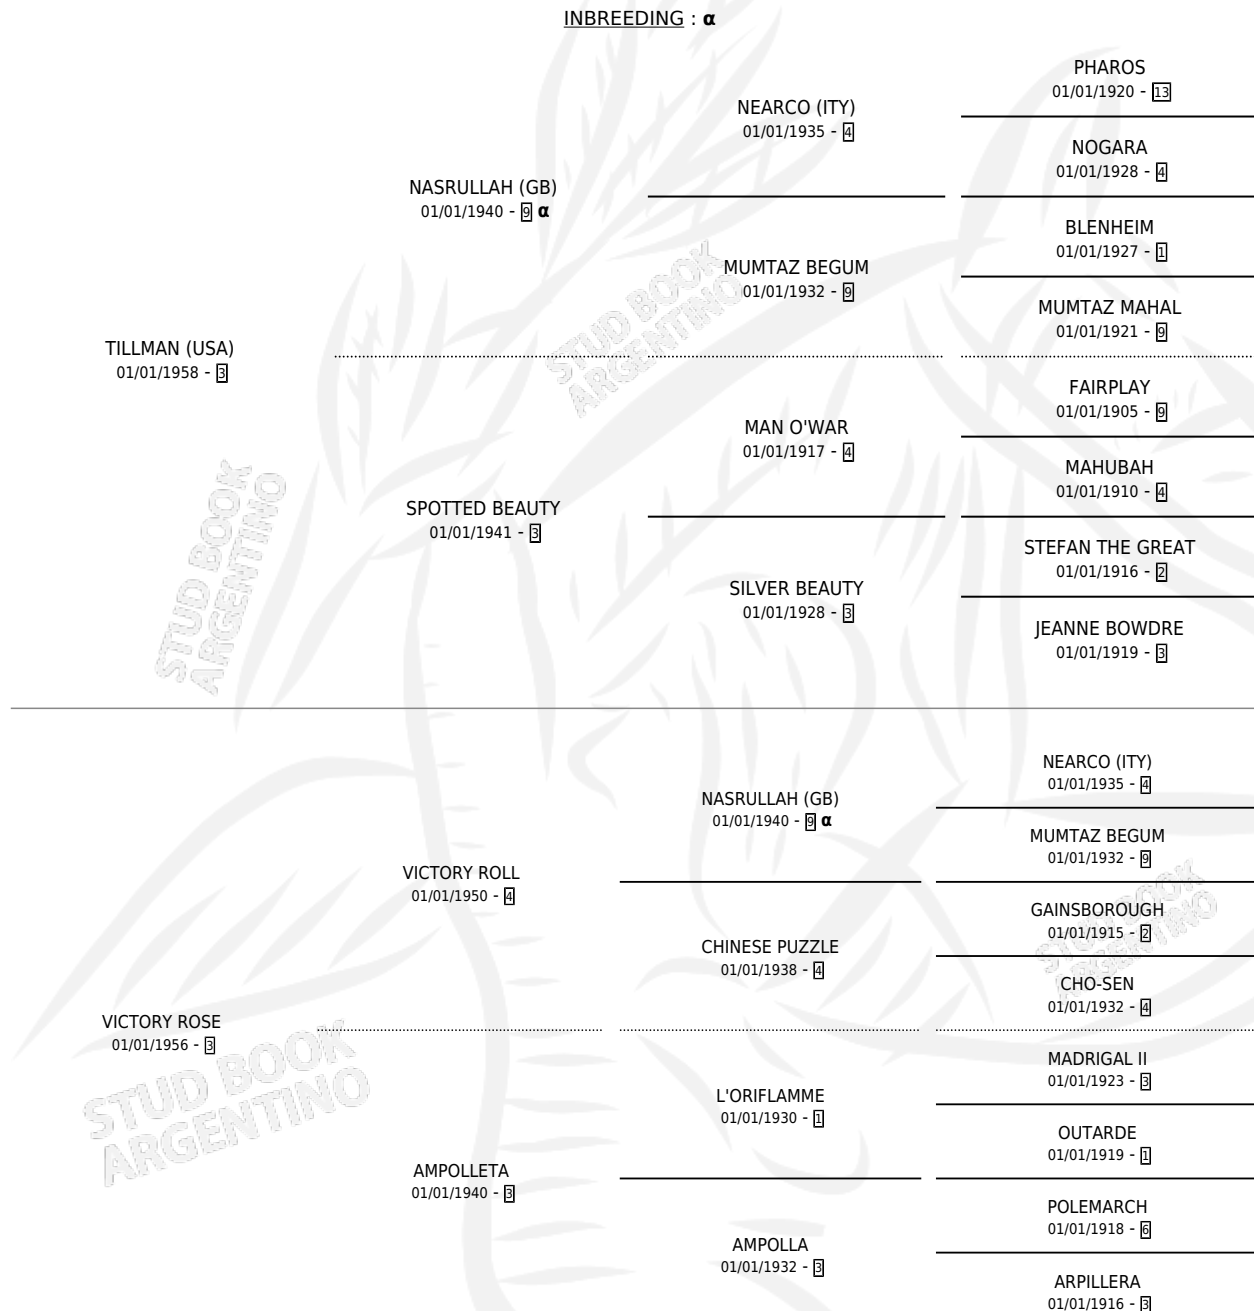 INBREEDING : α
PHAROS
01/01/1920 - 13
NEARCO (ITY)
01/01/1935 - 4
NOGARA
01/01/1928 - 4
NASRULLAH (GB)
01/01/1940 - 9 α
BLENHEIM
01/01/1927 - 1
MUMTAZ BEGUM
01/01/1932 - 9
MUMTAZ MAHAL
01/01/1921 - 9
TILLMAN (USA)
01/01/1958 - 3
FAIRPLAY
01/01/1905 - 9
MAN O'WAR
01/01/1917 - 4
MAHUBAH
01/01/1910 - 4
SPOTTED BEAUTY
01/01/1941 - 3
STEFAN THE GREAT
01/01/1916 - 2
SILVER BEAUTY
01/01/1928 - 3
JEANNE BOWDRE
01/01/1919 - 3
NEARCO (ITY)
01/01/1935 - 4
NASRULLAH (GB)
01/01/1940 - 9 α
MUMTAZ BEGUM
01/01/1932 - 9
VICTORY ROLL
01/01/1950 - 4
GAINSBOROUGH
01/01/1915 - 2
CHINESE PUZZLE
01/01/1938 - 4
CHO-SEN
01/01/1932 - 4
VICTORY ROSE
01/01/1956 - 3
MADRIGAL II
01/01/1923 - 3
L'ORIFLAMME
01/01/1930 - 1
OUTARDE
01/01/1919 - 1
AMPOLLETA
01/01/1940 - 3
POLEMARCH
01/01/1918 - 6
AMPOLLA
01/01/1932 - 3
ARPILLERA
01/01/1916 - 3
STUD BOOK
ARGENTINO
STUD BOOK
ARGENTINO
STUD BOOK
ARGENTINO
STUD BOOK
ARGENTINO